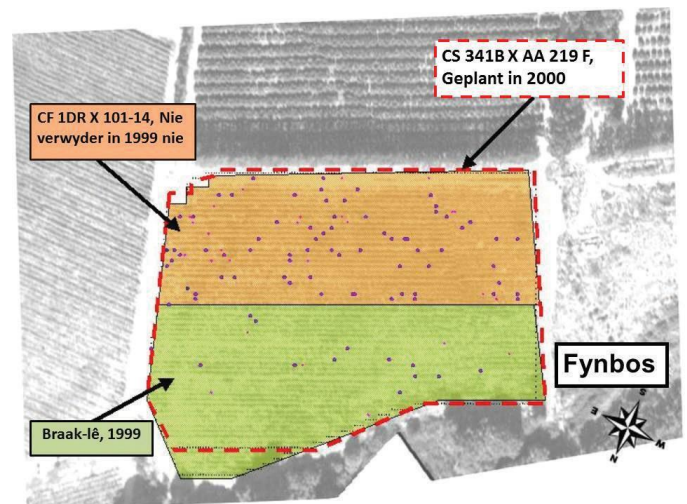 CS 341B X AA 219 F,
Geplant in 2000
CF 1DR X 101-14, Nie
verwyder in 1999 nie
Fynbos
Braak-lê, 1999
S
E
W
N